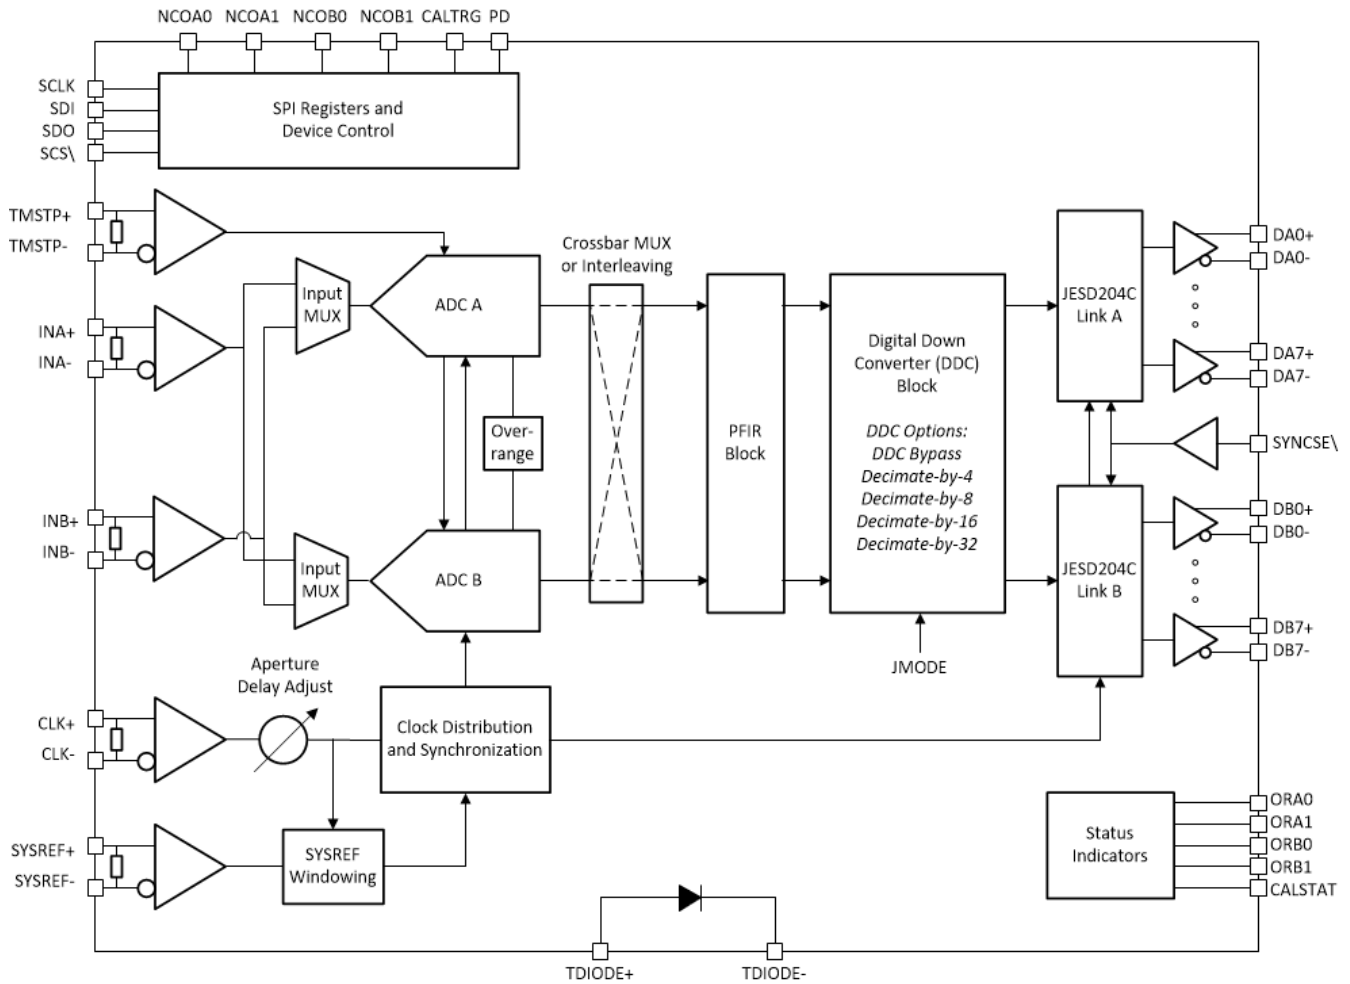 NCOA0 NCOA1 NCOB0 NCOB1 CALTRG PD
SCLK
SDI
SDO
SCS\
SPI Registers and
Device Control
TMSTP+
TMSTP-
INA+
INA-
Input
MUX
ADC A
Crossbar MUX
or Interleaving
Over-
range
INB+
INB-
Input
MUX
ADC B
PFIR
Block
Digital Down
Converter (DDC)
Block
DDC Options:
DDC Bypass
Decimate-by-4
Decimate-by-8
Decimate-by-16
Decimate-by-32
JMODE
JESD204C
Link A
DA0+
DA0-
DA7+
DA7-
SYNCSE\
JESD204C
Link B
DB0+
DB0-
DB7+
DB7-
Aperture
Delay Adjust
CLK+
CLK-
Clock Distribution
and Synchronization
SYSREF+
SYSREF-
SYSREF
Windowing
Status
Indicators
ORA0
ORA1
ORB0
ORB1
CALSTAT
TDIODE+ TDIODE-